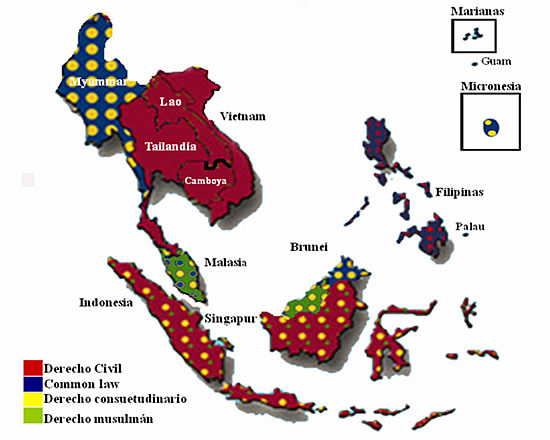 Marianas
Guam
Micronesia
Myammar
Lao
Vietnam
Tailandia
Camboya
Filipinas
Palau
Brunei
Malasia
Indonesia
Singapur
Derecho Civil
Common law
Derecho consuetudinario
Derecho musulmán